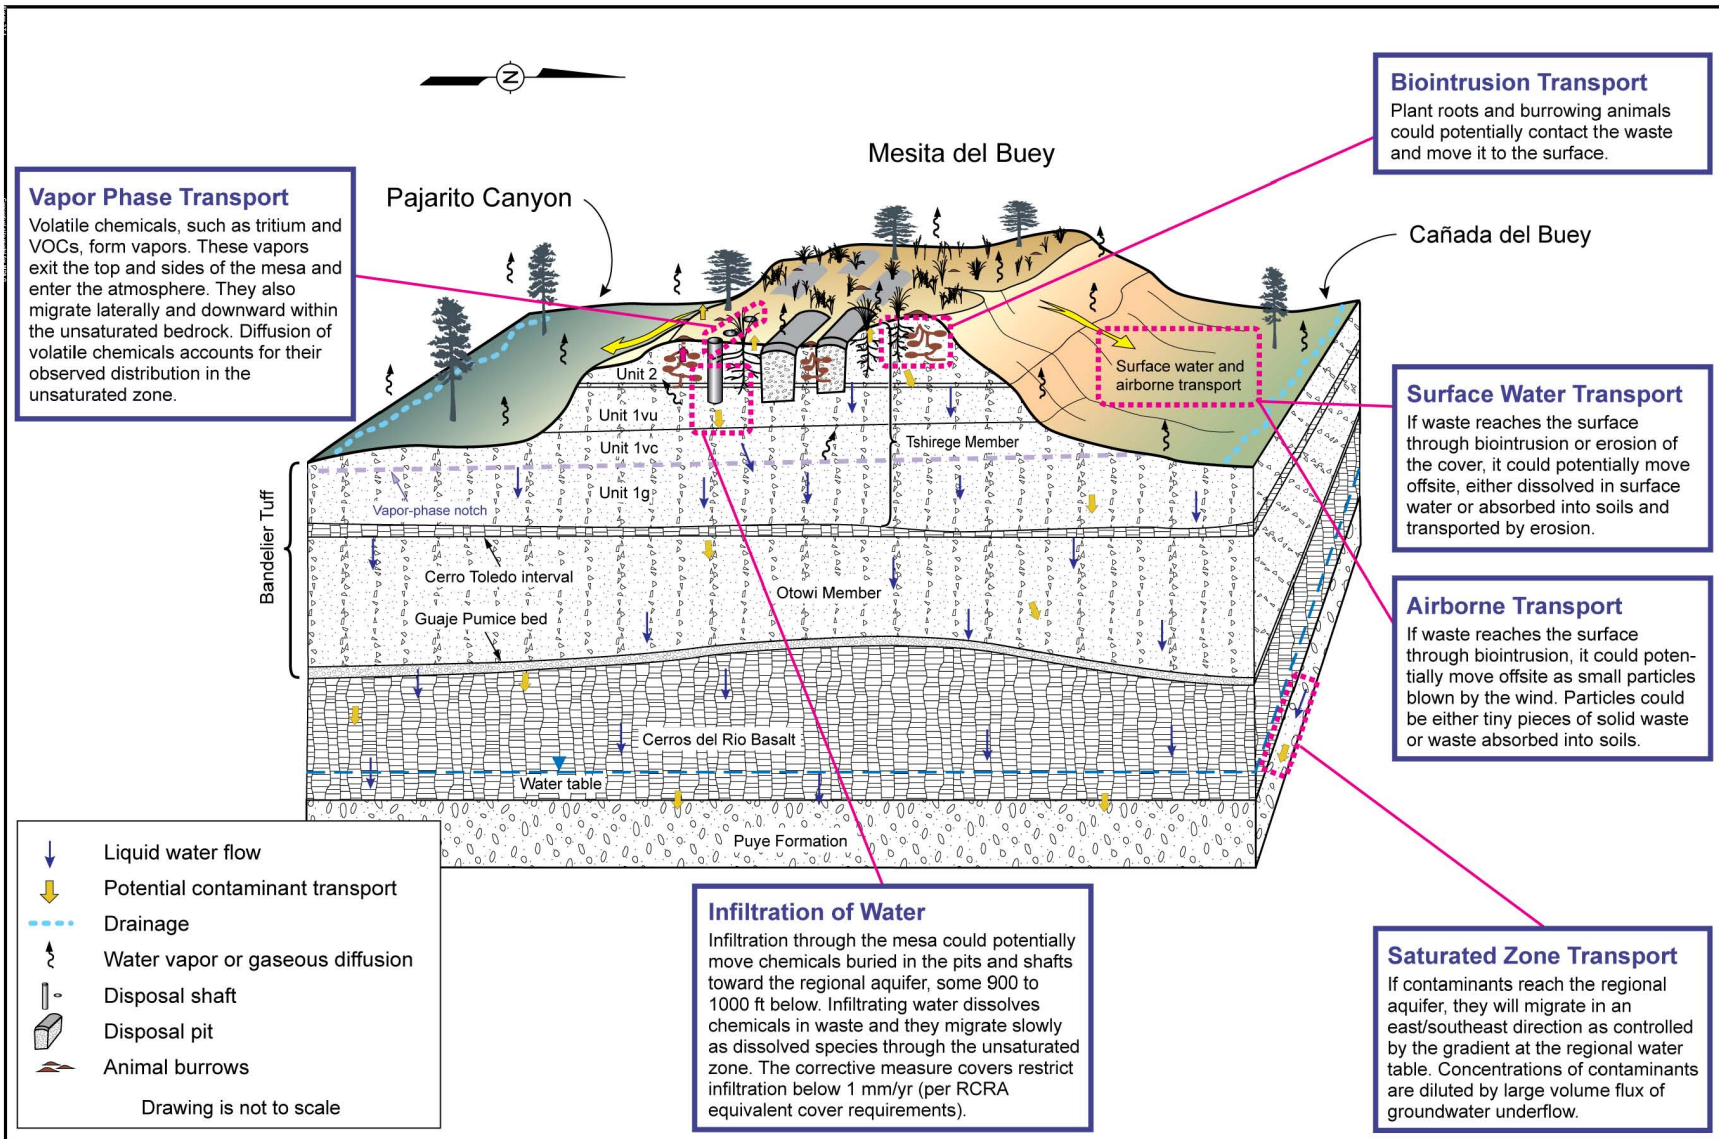 N
Mesita del Buey
Pajarito Canyon
Cañada del Buey
Biointrusion Transport
Plant roots and burrowing animals
could potentially contact the waste
and move it to the surface.
Vapor Phase Transport
Volatile chemicals, such as tritium and
VOCs, form vapors. These vapors
exit the top and sides of the mesa and
enter the atmosphere. They also
migrate laterally and downward within
the unsaturated bedrock. Diffusion of
volatile chemicals accounts for their
observed distribution in the
unsaturated zone.
Surface water and
airborne transport
Surface Water Transport
If waste reaches the surface
through biointrusion or erosion of
the cover, it could potentially move
offsite, either dissolved in surface
water or absorbed into soils and
transported by erosion.
Unit 2
Unit 1vu
Unit 1vc
Unit 1g
Tshirege Member
Vapor-phase notch
Bandelier Tuff
Cerro Toledo interval
Otowi Member
Guaje Pumice bed
Cerros del Rio Basalt
Water table
Puye Formation
Airborne Transport
If waste reaches the surface
through biointrusion, it could poten-
tially move offsite as small particles
blown by the wind. Particles could
be either tiny pieces of solid waste
or waste absorbed into soils.
Liquid water flow
Potential contaminant transport
Drainage
Water vapor or gaseous diffusion
Disposal shaft
Disposal pit
Animal burrows
Drawing is not to scale
Infiltration of Water
Infiltration through the mesa could potentially
move chemicals buried in the pits and shafts
toward the regional aquifer, some 900 to
1000 ft below. Infiltrating water dissolves
chemicals in waste and they migrate slowly
as dissolved species through the unsaturated
zone. The corrective measure covers restrict
infiltration below 1 mm/yr (per RCRA
equivalent cover requirements).
Saturated Zone Transport
If contaminants reach the regional
aquifer, they will migrate in an
east/southeast direction as controlled
by the gradient at the regional water
table. Concentrations of contaminants
are diluted by large volume flux of
groundwater underflow.